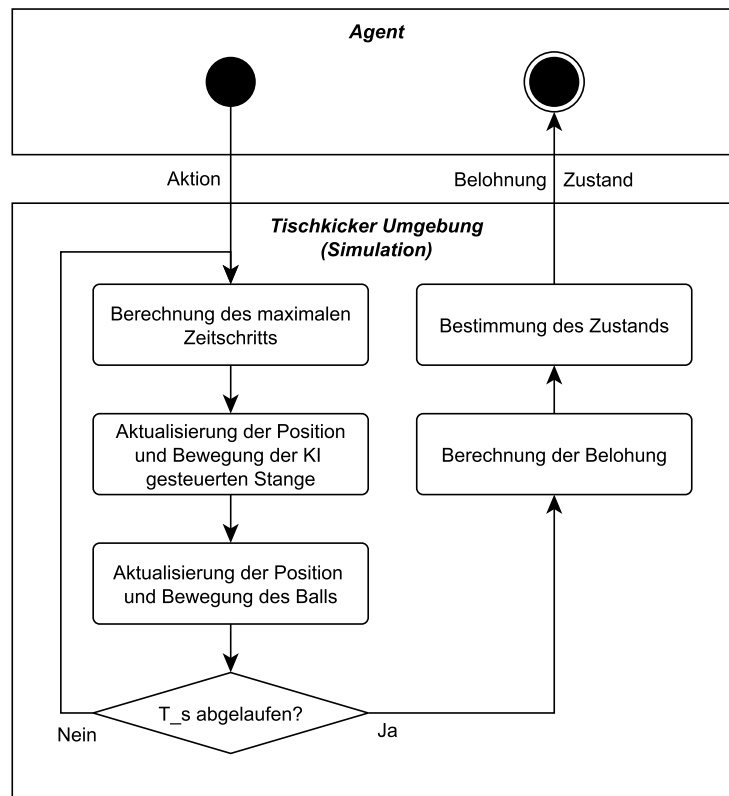 Agent
Aktion
Belohnung
Zustand
Tischkicker Umgebung
(Simulation)
Berechnung des maximalen
Zeitschritts
Aktualisierung der Position
und Bewegung der KI
gesteuerten Stange
Aktualisierung der Position
und Bewegung des Balls
T_s abgelaufen?
Nein
Ja
Berechnung der Belohung
Bestimmung des Zustands